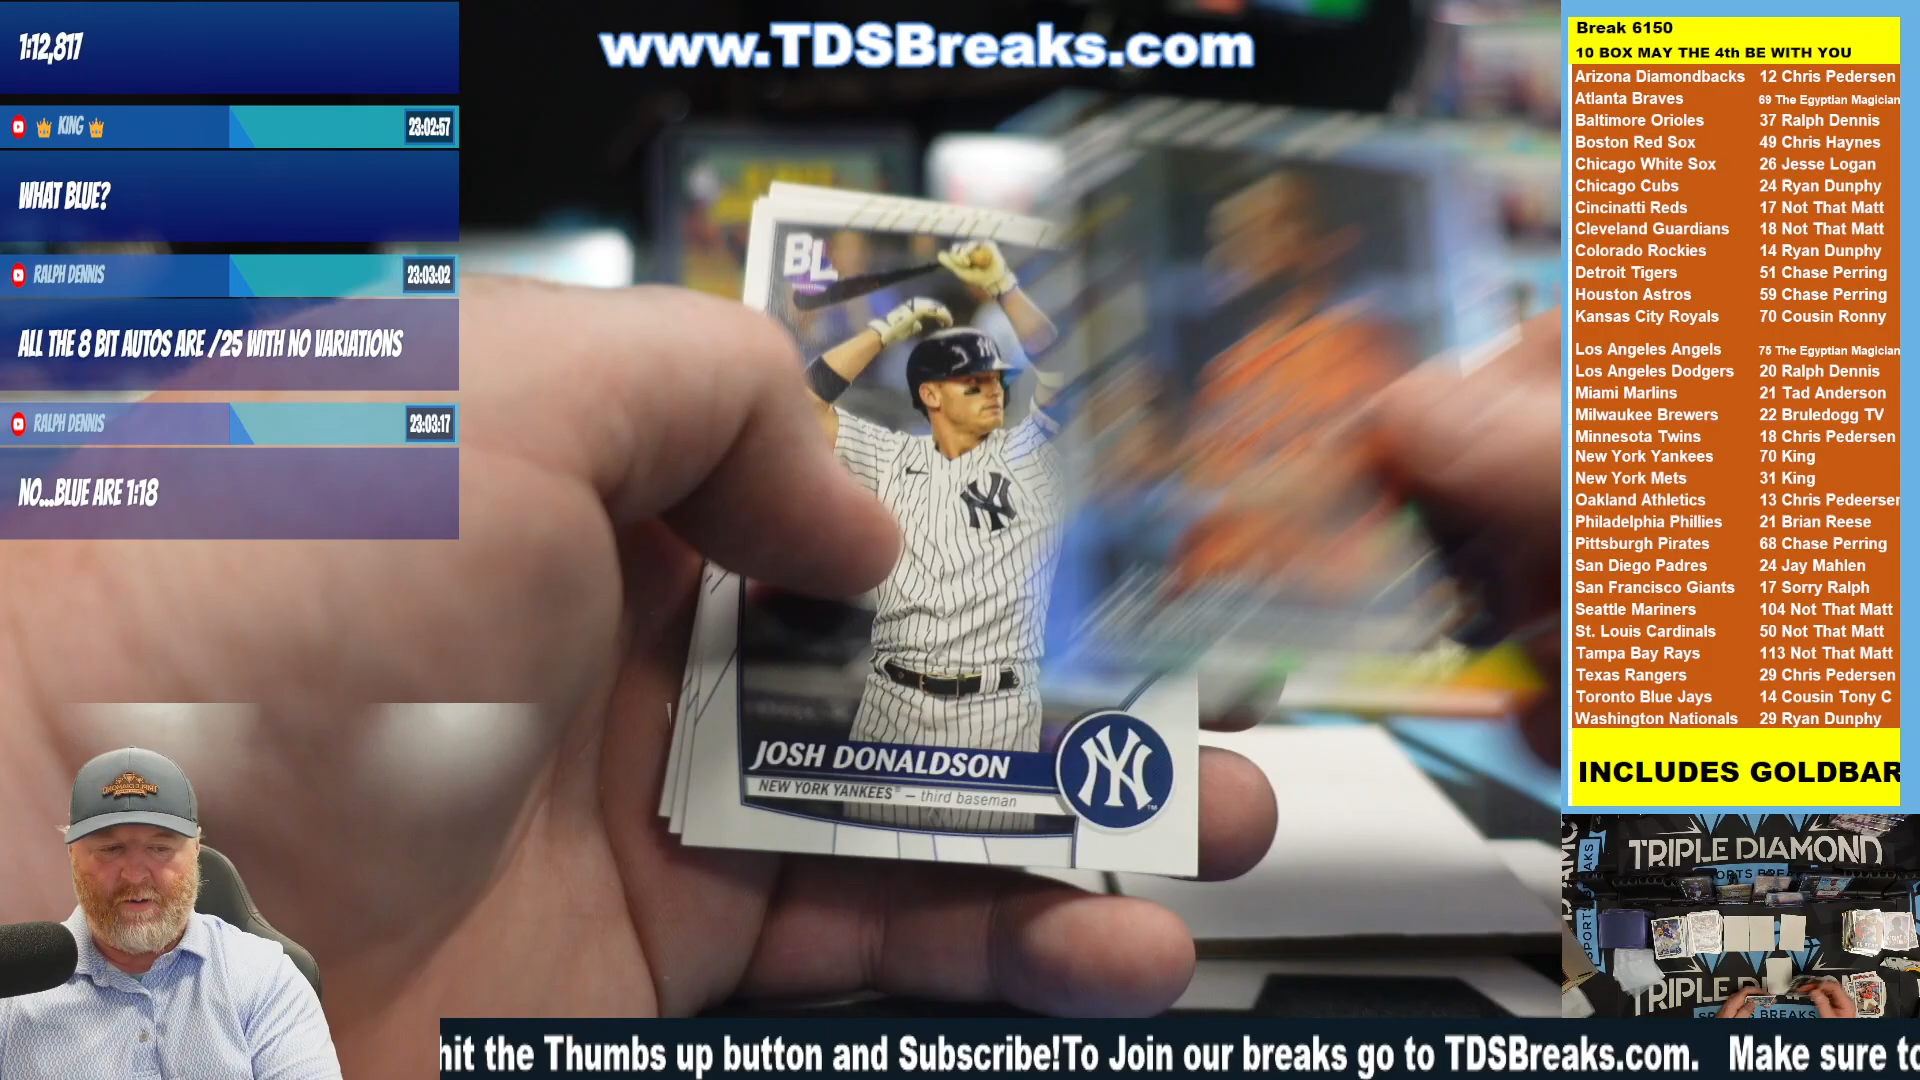 1:12,817
KING
23:02:57
WHAT BLUE?
RALPH DENNIS
23:03:02
ALL THE 8 BIT AUTOS ARE /25 WITH NO VARIATIONS
RALPH DENNIS
23:03:17
NO...BLUE ARE 1:18
www.TDSBreaks.com
BL
NY
JOSH DONALDSON
NEW YORK YANKEES® – third baseman
NY
Break 6150
10 BOX MAY THE 4th BE WITH YOU
Arizona Diamondbacks 12 Chris Pedersen
Atlanta Braves 69 The Egyptian Magician
Baltimore Orioles 37 Ralph Dennis
Boston Red Sox 49 Chris Haynes
Chicago White Sox 26 Jesse Logan
Chicago Cubs 24 Ryan Dunphy
Cincinatti Reds 17 Not That Matt
Cleveland Guardians 18 Not That Matt
Colorado Rockies 14 Ryan Dunphy
Detroit Tigers 51 Chase Perring
Houston Astros 59 Chase Perring
Kansas City Royals 70 Cousin Ronny
Los Angeles Angels 75 The Egyptian Magician
Los Angeles Dodgers 20 Ralph Dennis
Miami Marlins 21 Tad Anderson
Milwaukee Brewers 22 Bruledogg TV
Minnesota Twins 18 Chris Pedersen
New York Yankees 70 King
New York Mets 31 King
Oakland Athletics 13 Chris Pedeerser
Philadelphia Phillies 21 Brian Reese
Pittsburgh Pirates 68 Chase Perring
San Diego Padres 24 Jay Mahlen
San Francisco Giants 17 Sorry Ralph
Seattle Mariners 104 Not That Matt
St. Louis Cardinals 50 Not That Matt
Tampa Bay Rays 113 Not That Matt
Texas Rangers 29 Chris Pedersen
Toronto Blue Jays 14 Cousin Tony C
Washington Nationals 29 Ryan Dunphy
INCLUDES GOLDBAR
TRIPLE DIAMOND
SPORTS BREAKS
TRIPLE DIAMOND
SPORTS BREAKS
hit the Thumbs up button and Subscribe!To Join our breaks go to TDSBreaks.com. Make sure to